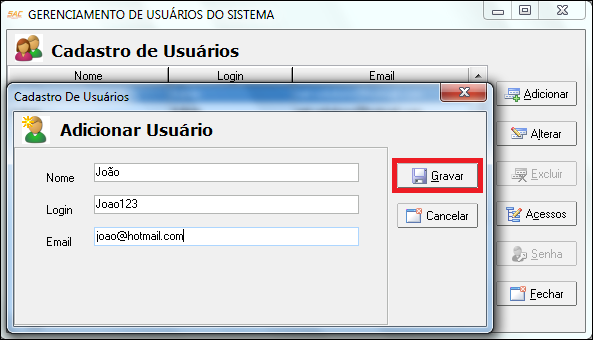 SAC GERENCIAMENTO DE USUÁRIOS DO SISTEMA
Cadastro de Usuários
Nome Login Email
Adicionar
Alterar
Excluir
Acessos
Senha
Fechar
Cadastro De Usuários
Adicionar Usuário
Nome João
Login Joao123
Email joao@hotmail.com
Gravar
Cancelar